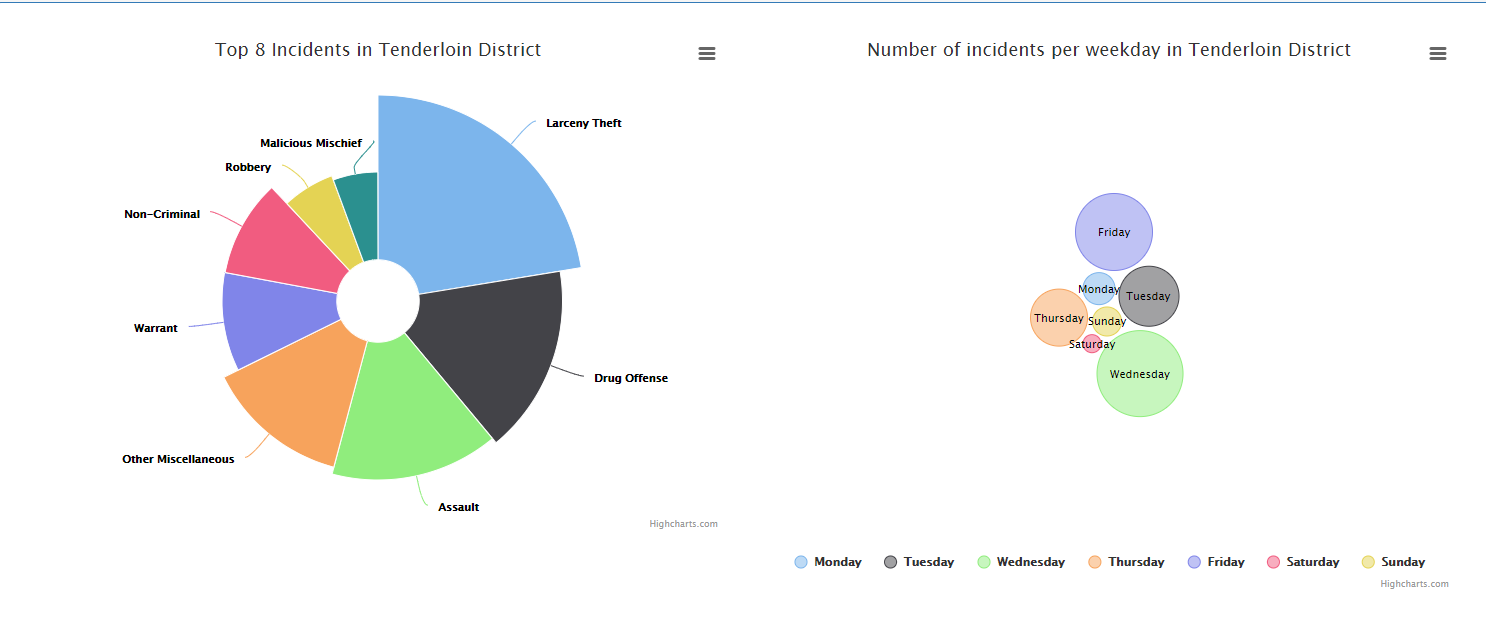 Top 8 Incidents in Tenderloin District
Larceny Theft
Malicious Mischief
Robbery
Non-Criminal
Warrant
Drug Offense
Other Miscellaneous
Assault
Highcharts.com
Number of incidents per weekday in Tenderloin District
Friday
Monday
Tuesday
Thursday
Sunday
Saturday
Wednesday
Monday Tuesday Wednesday Thursday Friday Saturday Sunday
Highcharts.com